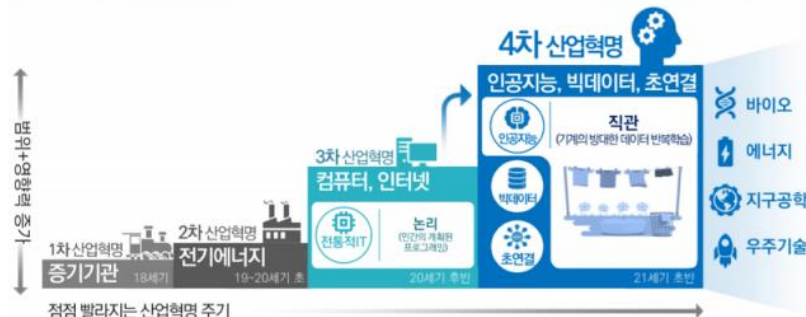 4차 산업혁명
인공지능, 빅데이터, 초연결
인공지능
직관
(기계의 방대한 데이터 반복학습)
빅데이터
초연결
21세기 초반
3차 산업혁명
컴퓨터, 인터넷
전통적IT
논리
(인간의 계획된
프로그래밍)
20세기 후반
2차 산업혁명
전기에너지
19~20세기 초
1차 산업혁명
증기기관
18세기
바이오
에너지
지구공학
우주기술
범위+영향력 증가
점점 빨라지는 산업혁명 주기